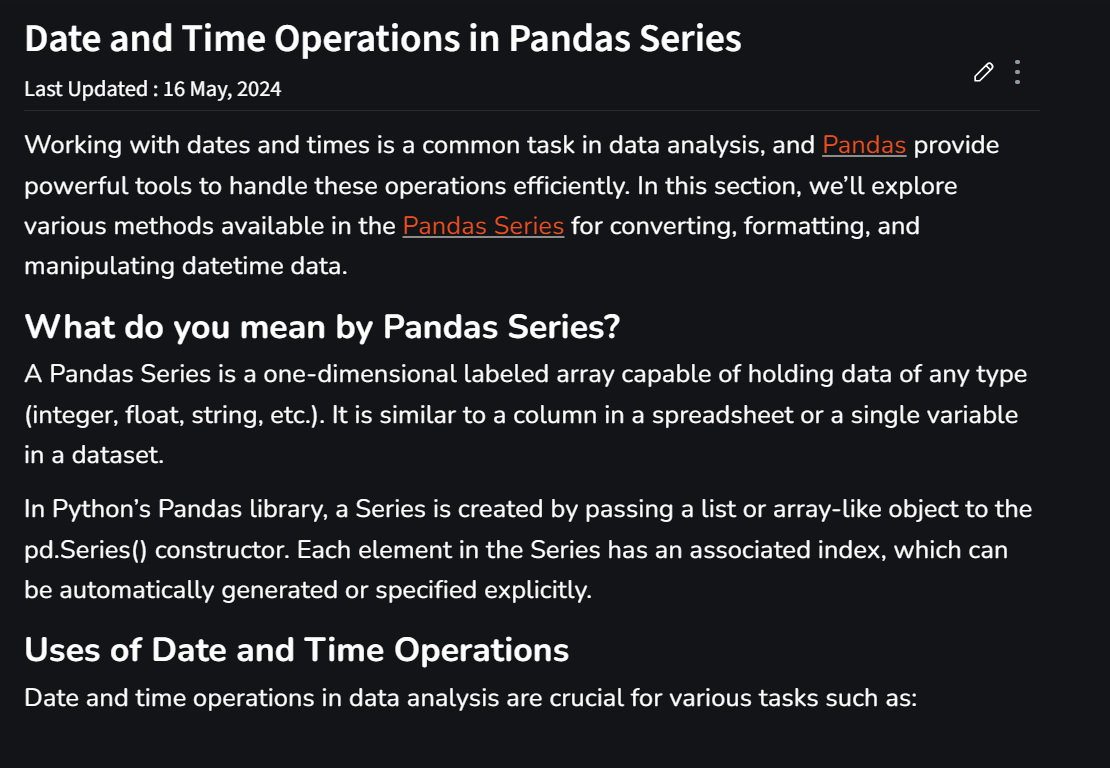 Date and Time Operations in Pandas Series
Last Updated : 16 May, 2024
Working with dates and times is a common task in data analysis, and Pandas provide
powerful tools to handle these operations efficiently. In this section, we’ll explore
various methods available in the Pandas Series for converting, formatting, and
manipulating datetime data.
What do you mean by Pandas Series?
A Pandas Series is a one-dimensional labeled array capable of holding data of any type
(integer, float, string, etc.). It is similar to a column in a spreadsheet or a single variable
in a dataset.
In Python’s Pandas library, a Series is created by passing a list or array-like object to the
pd.Series() constructor. Each element in the Series has an associated index, which can
be automatically generated or specified explicitly.
Uses of Date and Time Operations
Date and time operations in data analysis are crucial for various tasks such as: